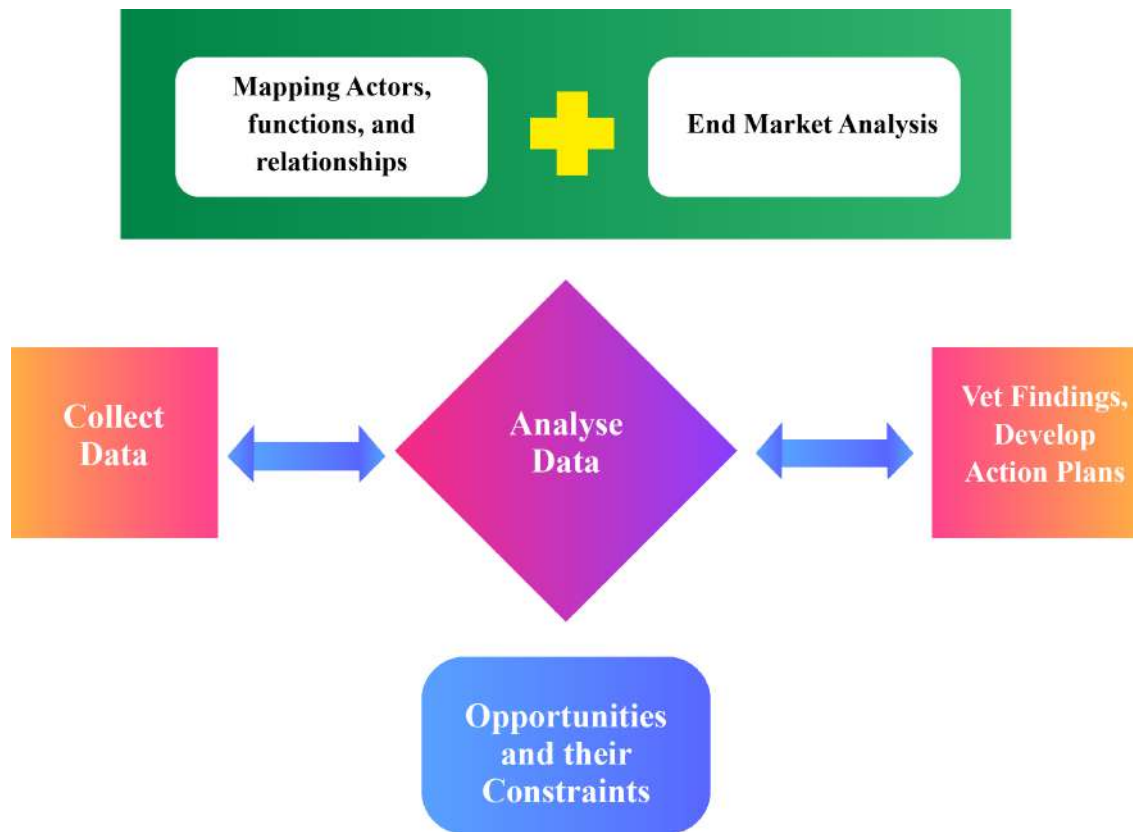 Mapping Actors,
functions, and
relationships
End Market Analysis
Collect
Data
Analyse
Data
Vet Findings,
Develop
Action Plans
Opportunities
and their
Constraints